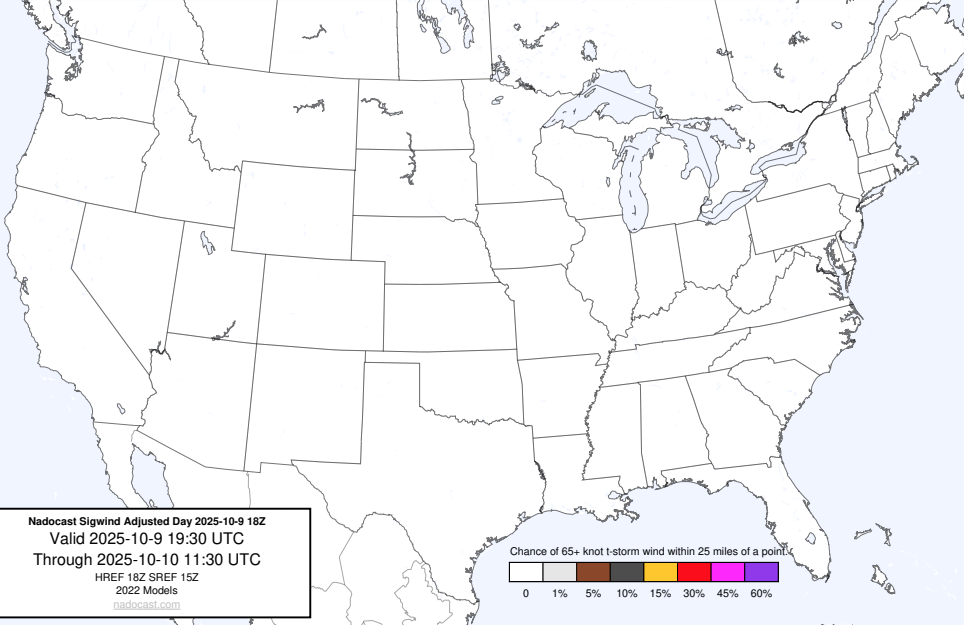 Nadocast Sigwind Adjusted Day 2025-10-9 18Z
Valid 2025-10-9 19:30 UTC
Through 2025-10-10 11:30 UTC
HREF 18Z SREF 15Z
2022 Models
nadocast.com
Chance of 65+ knot t-storm wind within 25 miles of a point.
0 1% 5% 10% 15% 30% 45% 60%